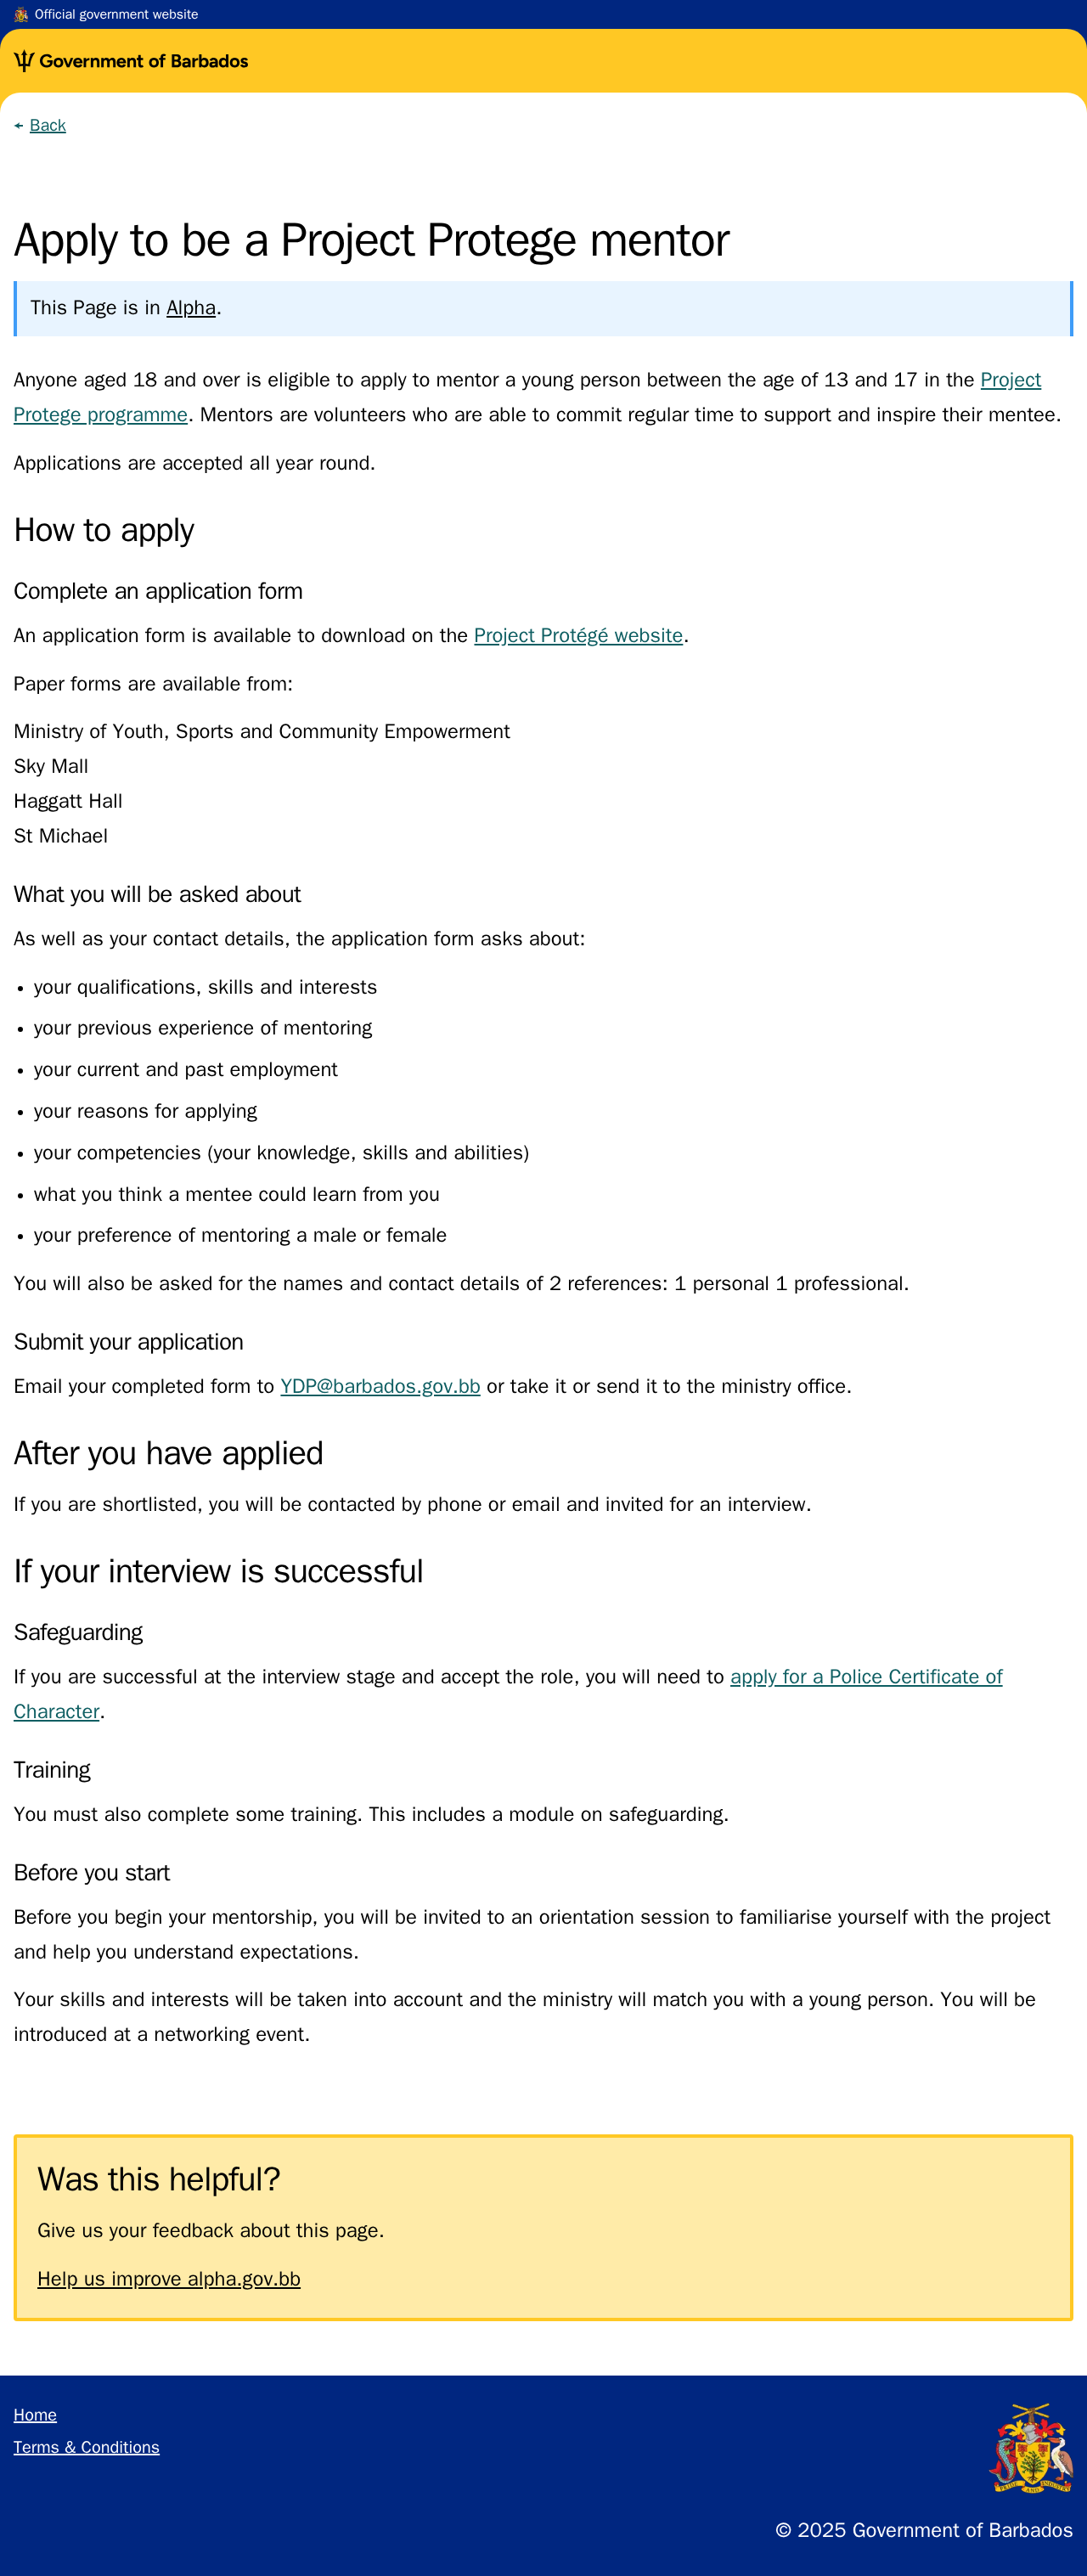 Official government website
Government of Barbados
Back
Apply to be a Project Protege mentor
This Page is in Alpha.
Anyone aged 18 and over is eligible to apply to mentor a young person between the age of 13 and 17 in the Project
Protege programme. Mentors are volunteers who are able to commit regular time to support and inspire their mentee.
Applications are accepted all year round.
How to apply
Complete an application form
An application form is available to download on the Project Protégé website.
Paper forms are available from:
Ministry of Youth, Sports and Community Empowerment
Sky Mall
Haggatt Hall
St Michael
What you will be asked about
As well as your contact details, the application form asks about:
• your qualifications, skills and interests
• your previous experience of mentoring
• your current and past employment
• your reasons for applying
• your competencies (your knowledge, skills and abilities)
• what you think a mentee could learn from you
• your preference of mentoring a male or female
You will also be asked for the names and contact details of 2 references: 1 personal 1 professional.
Submit your application
Email your completed form to YDP@barbados.gov.bb or take it or send it to the ministry office.
After you have applied
If you are shortlisted, you will be contacted by phone or email and invited for an interview.
If your interview is successful
Safeguarding
If you are successful at the interview stage and accept the role, you will need to apply for a Police Certificate of
Character.
Training
You must also complete some training. This includes a module on safeguarding.
Before you start
Before you begin your mentorship, you will be invited to an orientation session to familiarise yourself with the project
and help you understand expectations.
Your skills and interests will be taken into account and the ministry will match you with a young person. You will be
introduced at a networking event.
Was this helpful?
Give us your feedback about this page.
Help us improve alpha.gov.bb
Home
Terms & Conditions
PRIDE AND INDUSTRY
© 2025 Government of Barbados